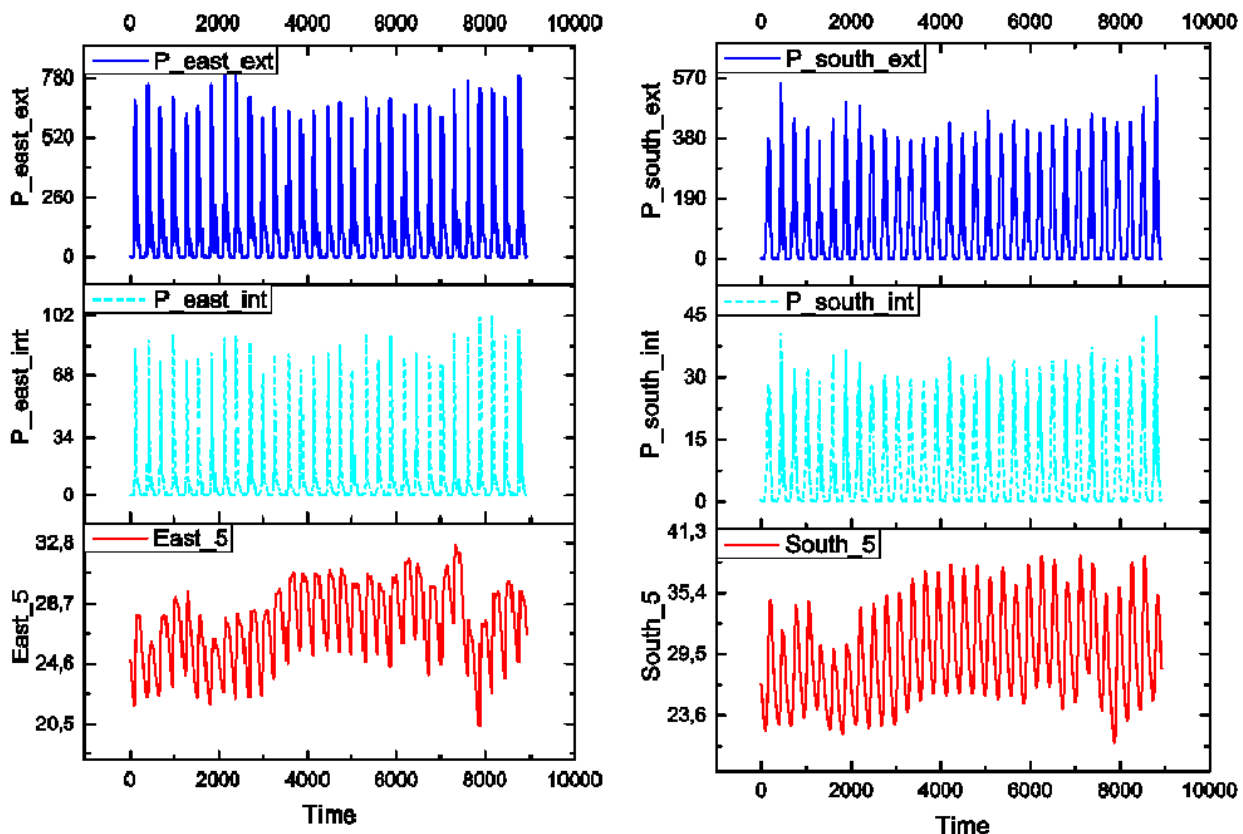 0 2000 4000 6000 8000 10000
P_east_ext
780
520
260
0
P_east_ext
P_east_int
102
68
34
0
P_east_int
East_5
32,8
28,7
24,6
20,5
East_5
0 2000 4000 6000 8000 10000
Time
0 2000 4000 6000 8000 10000
P_south_ext
570
380
190
0
P_south_ext
P_south_int
45
30
15
0
P_south_int
South_5
41,3
35,4
29,5
23,6
South_5
0 2000 4000 6000 8000 10000
Time